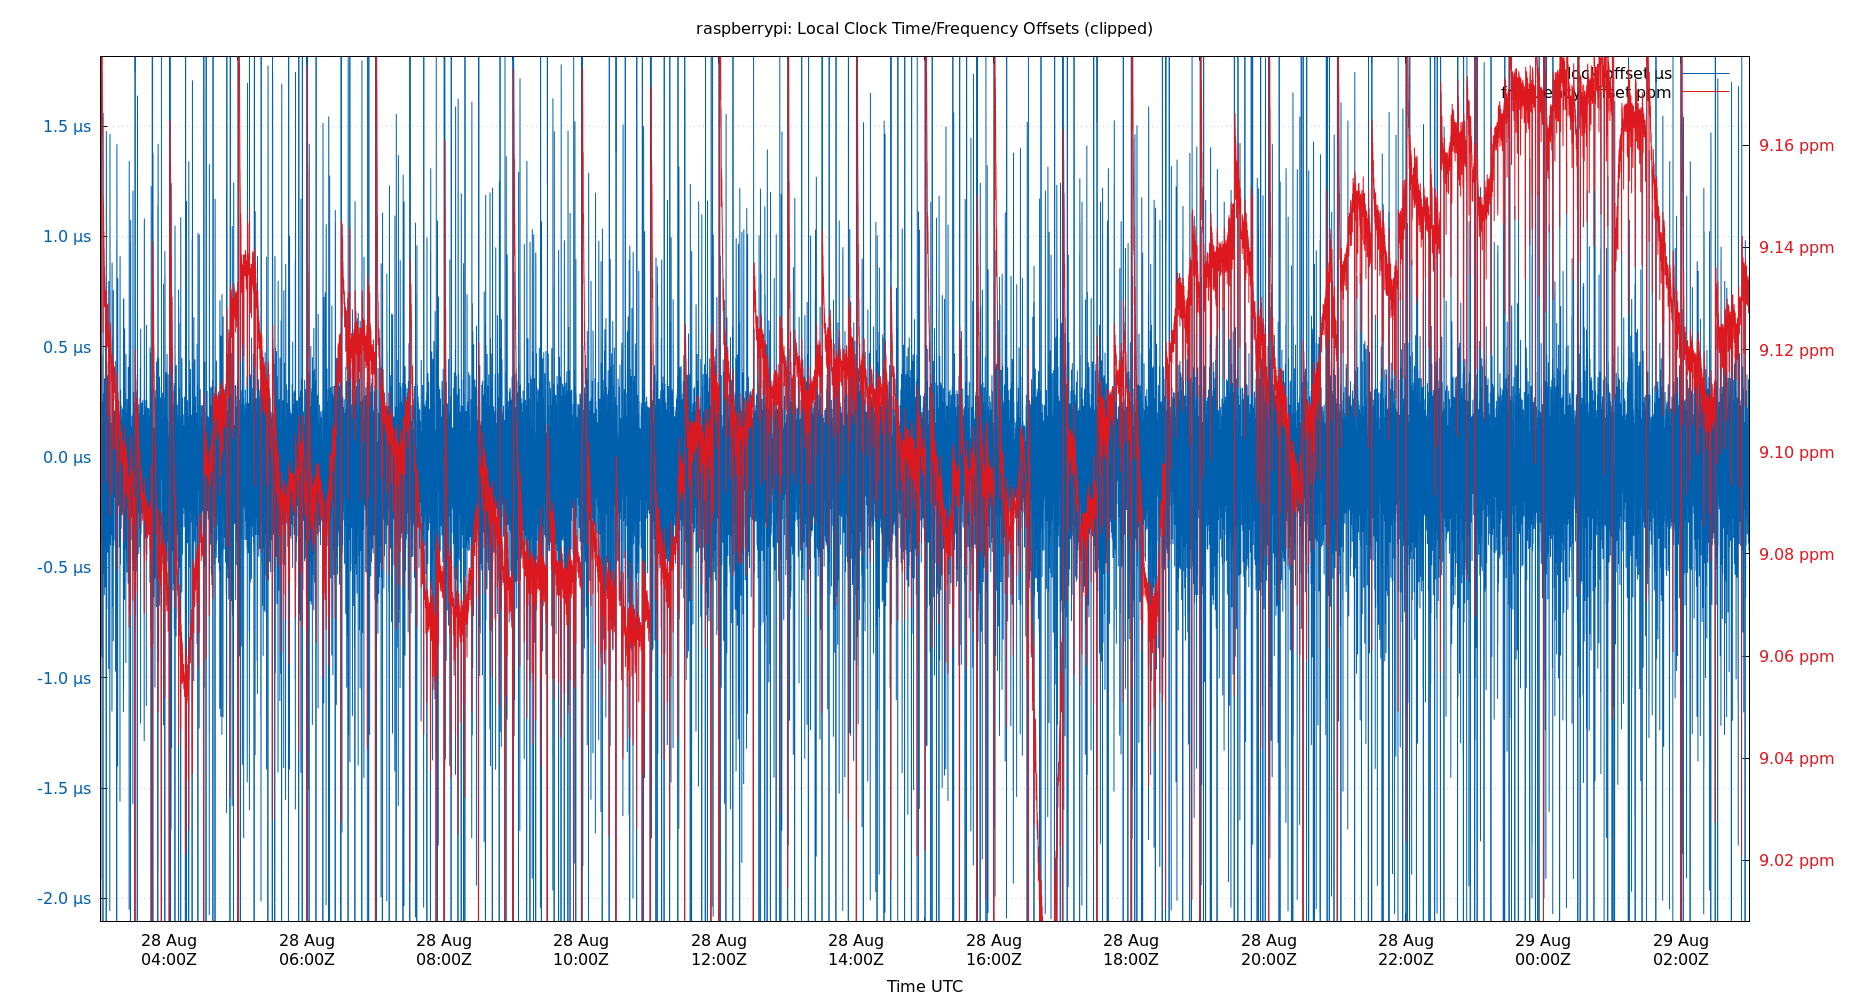 raspberrypi: Local Clock Time/Frequency Offsets (clipped)
offset µs
ppm
1.5 µs
1.0 µs
0.5 µs
0.0 µs
-0.5 µs
-1.0 µs
-1.5 µs
-2.0 µs
9.16 ppm
9.14 ppm
9.12 ppm
9.10 ppm
9.08 ppm
9.06 ppm
9.04 ppm
9.02 ppm
28 Aug 28 Aug 28 Aug 28 Aug 28 Aug 28 Aug 28 Aug 28 Aug 28 Aug 28 Aug 29 Aug 29 Aug
04:00Z 06:00Z 08:00Z 10:00Z 12:00Z 14:00Z 16:00Z 18:00Z 20:00Z 22:00Z 00:00Z 02:00Z
Time UTC